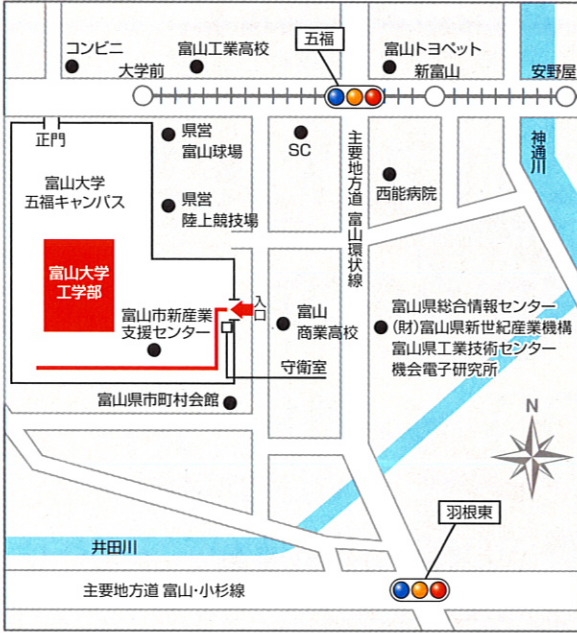 五福
コンビニ
富山工業高校
富山トヨペット
大学前
新富山
安野屋
正門
県営
富山球場
SC
主要地方道 富山環状線
神通川
富山大学
五福キャンパス
県営
陸上競技場
西能病院
富山大学
工学部
入口
富山市新産業
支援センター
富山
商業高校
富山県総合情報センター
(財)富山県新世紀産業機構
富山県工業技術センター
機会電子研究所
守衛室
富山県市町村会館
N
羽根東
井田川
主要地方道 富山・小杉線